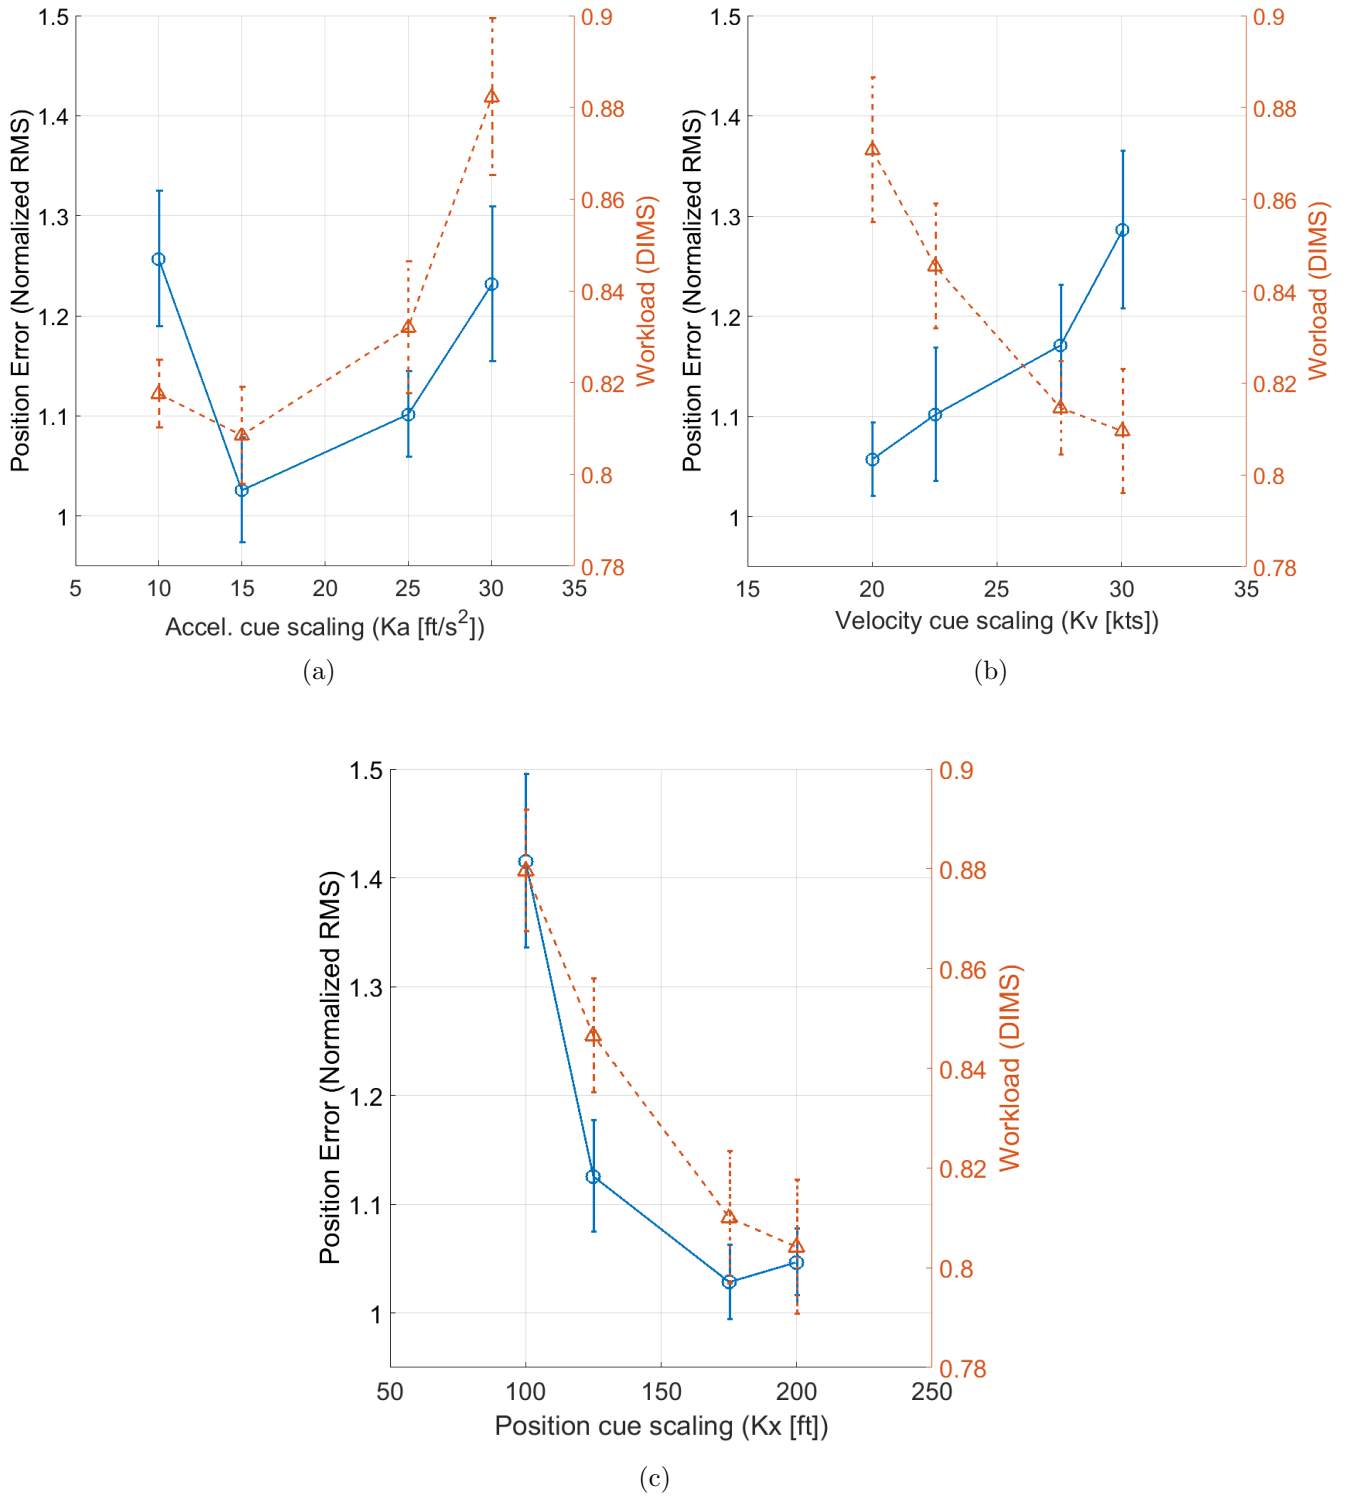 1.5
1.4
1.3
1.2
1.1
1
Position Error (Normalized RMS)
0.9
0.88
0.86
0.84
0.82
0.8
0.78
Workload (DIMS)
5 10 15 20 25 30 35
Accel. cue scaling (Ka [ft/s²])
(a)
1.5
1.4
1.3
1.2
1.1
1
Position Error (Normalized RMS)
0.9
0.88
0.86
0.84
0.82
0.8
0.78
Worload (DIMS)
15 20 25 30 35
Velocity cue scaling (Kv [kts])
(b)
1.5
1.4
1.3
1.2
1.1
1
Position Error (Normalized RMS)
0.9
0.88
0.86
0.84
0.82
0.8
0.78
Workload (DIMS)
50 100 150 200 250
Position cue scaling (Kx [ft])
(c)